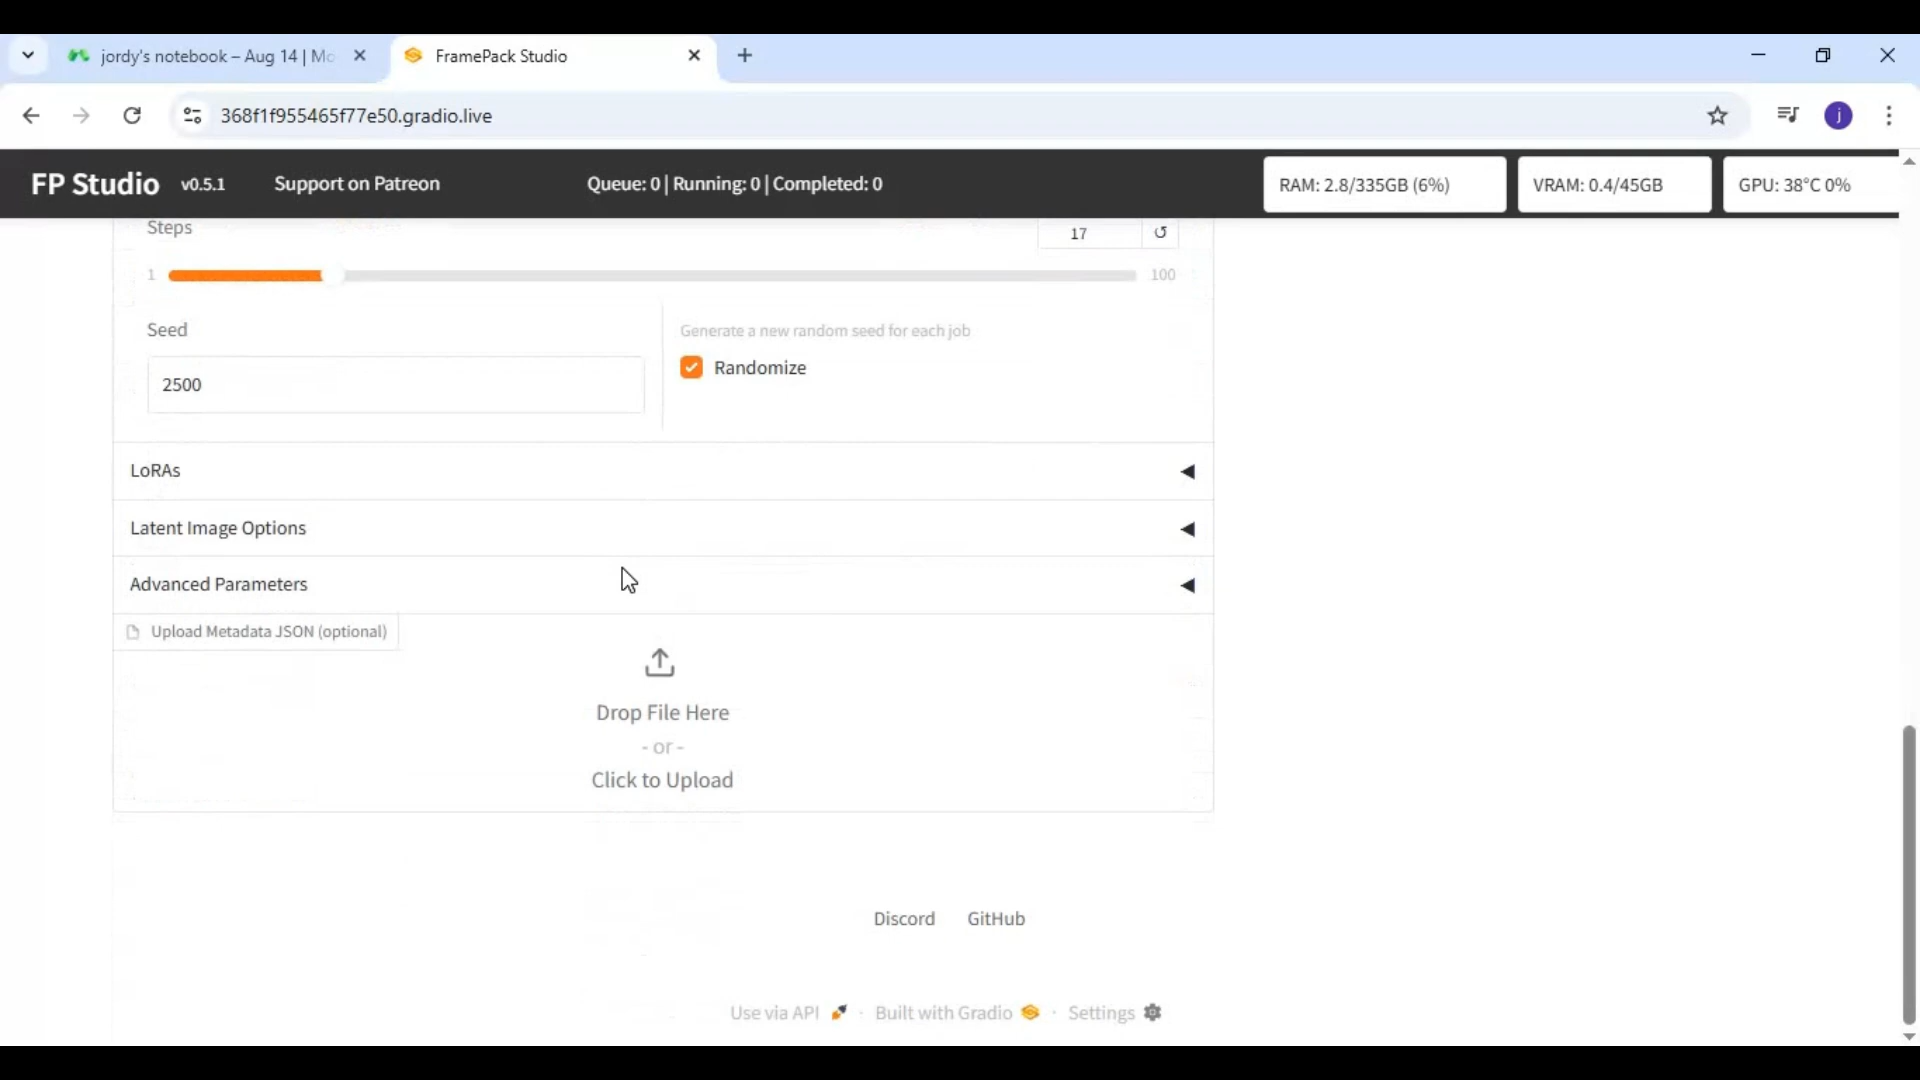 jordy's notebook – Aug 14 | Mo
FramePack Studio
368f1f955465f77e50.gradio.live
j
FP Studio v0.5.1 Support on Patreon Queue: 0 | Running: 0 | Completed: 0 RAM: 2.8/335GB (6%) VRAM: 0.4/45GB GPU: 38°C 0%
Steps 17
1 100
Seed
Generate a new random seed for each job
Randomize
2500
LoRAs
Latent Image Options
Advanced Parameters
Upload Metadata JSON (optional)
Drop File Here
- or -
Click to Upload
Discord GitHub
Use via API · Built with Gradio · Settings